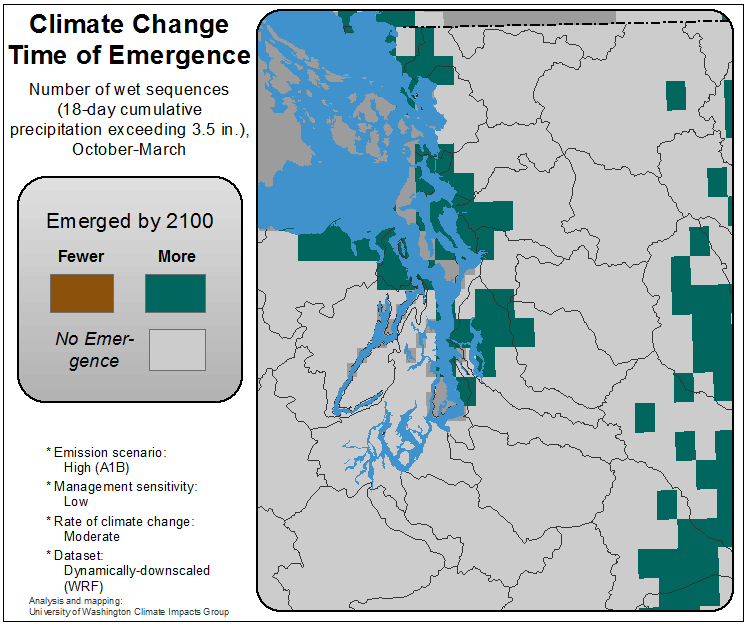 Climate Change
Time of Emergence
Number of wet sequences
(18-day cumulative
precipitation exceeding 3.5 in.),
October-March
Emerged by 2100
Fewer More
No Emer-
gence
* Emission scenario:
High (A1B)
* Management sensitivity:
Low
* Rate of climate change:
Moderate
* Dataset:
Dynamically-downscaled
(WRF)
Analysis and mapping:
University of Washington Climate Impacts Group